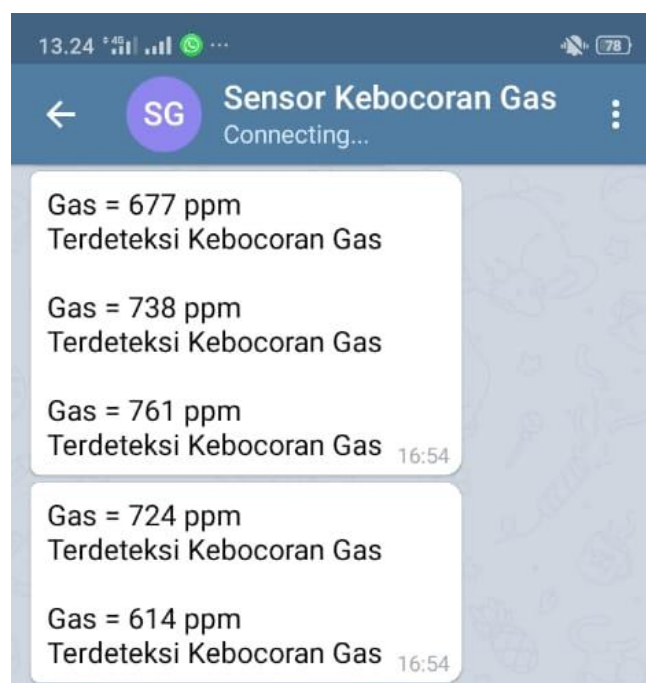 13.24 4G ...
78
SG
Sensor Kebocoran Gas
Connecting...
Gas = 677 ppm
Terdeteksi Kebocoran Gas
Gas = 738 ppm
Terdeteksi Kebocoran Gas
Gas = 761 ppm
Terdeteksi Kebocoran Gas 16:54
Gas = 724 ppm
Terdeteksi Kebocoran Gas
Gas = 614 ppm
Terdeteksi Kebocoran Gas 16:54